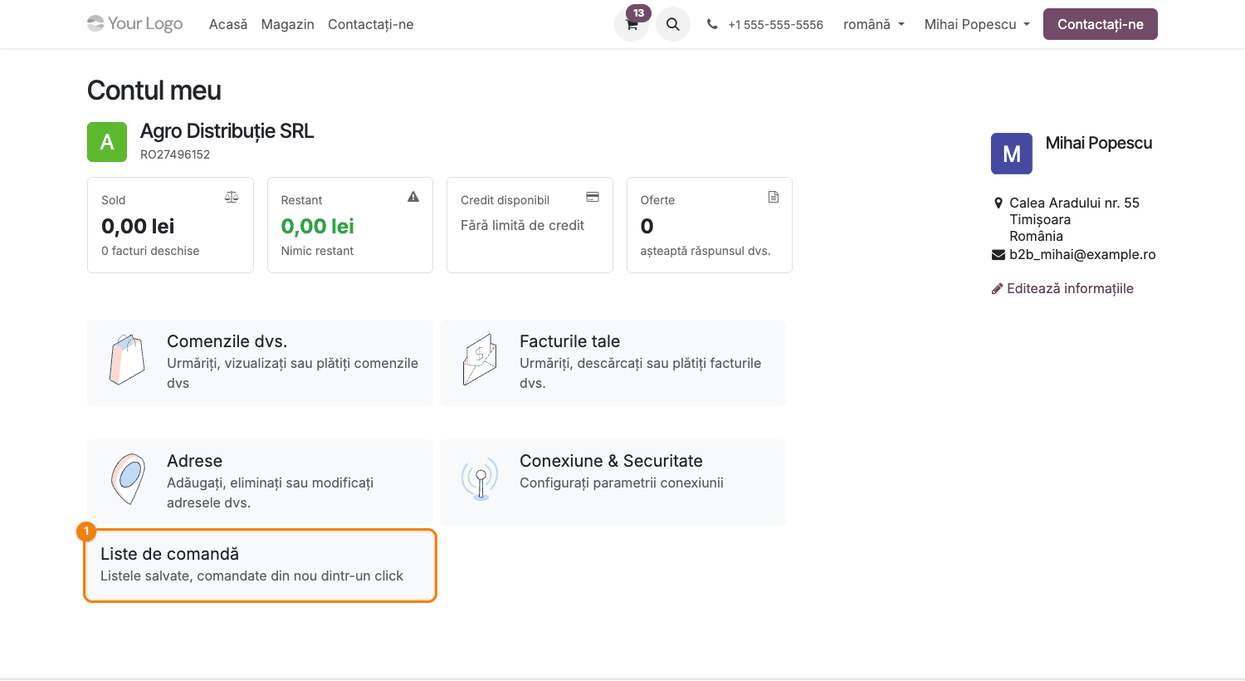 Your Logo
Acasă
Magazin
Contactați-ne
13
+1 555-555-5556
română
Mihai Popescu
Contactați-ne
Contul meu
A
Agro Distribuție SRL
RO27496152
M
Mihai Popescu
Sold
0,00 lei
0 facturi deschise
Restant
0,00 lei
Nimic restant
Credit disponibil
Fără limită de credit
Oferte
0
așteaptă răspunsul dvs.
Calea Aradului nr. 55
Timișoara
România
b2b_mihai@example.ro
Editează informațiile
Comenzile dvs.
Urmăriți, vizualizați sau plătiți comenzile
dvs
Facturile tale
Urmăriți, descărcați sau plătiți facturile
dvs.
Adrese
Adăugați, eliminați sau modificați
adresele dvs.
Conexiune & Securitate
Configurați parametrii conexiunii
1
Liste de comandă
Listele salvate, comandate din nou dintr-un click